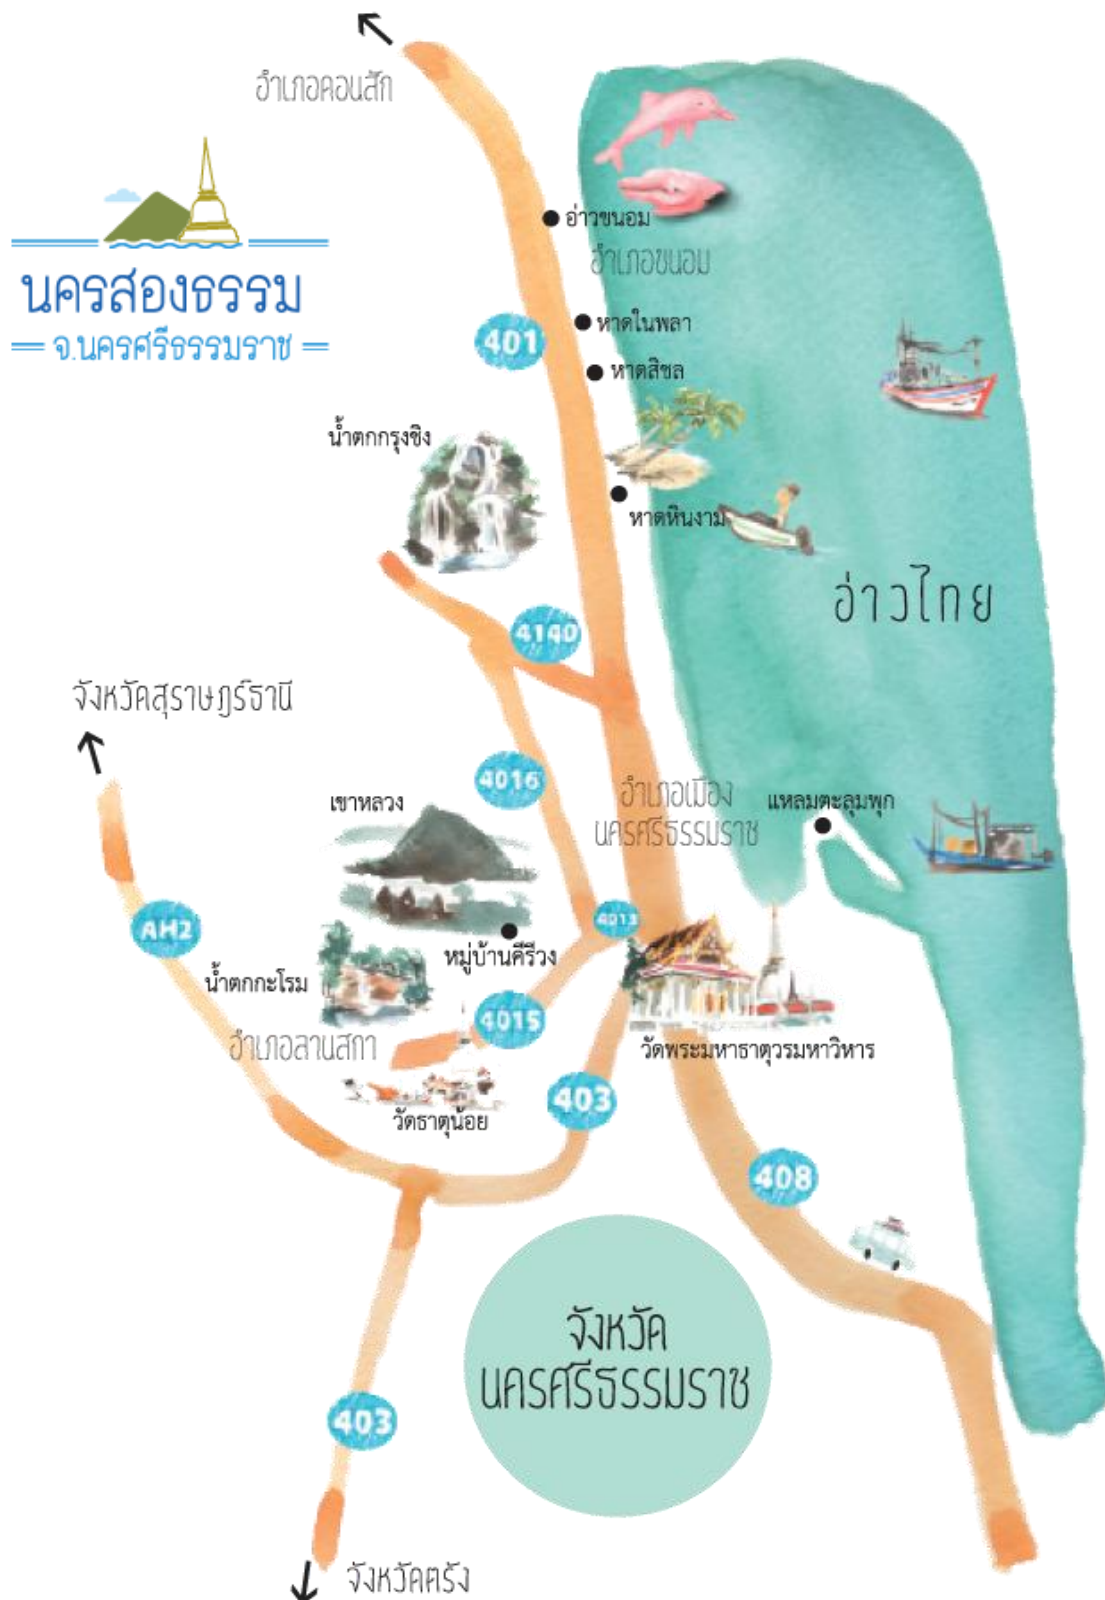 อำเภอดอนสัก
นครสองธรรม
จ.นครศรีธรรมราช
อ่าวขนอม
อำเภอขนอม
หาดในพลา
401
หาดสิชล
น้ำตกกรุงชิง
หาดหินงาม
อ่าวไทย
4140
จังหวัดสุราษฎร์ธานี
4016
เขาหลวง
อำเภอเมือง
นครศรีธรรมราช
แหลมตะลุมพุก
AH2
4013
หมู่บ้านคีรีวง
น้ำตกกะโรม
4015
อำเภอลานสกา
วัดพระมหาธาตุวรมหาวิหาร
403
วัดธาตุน้อย
408
จังหวัด
นครศรีธรรมราช
403
จังหวัดตรัง